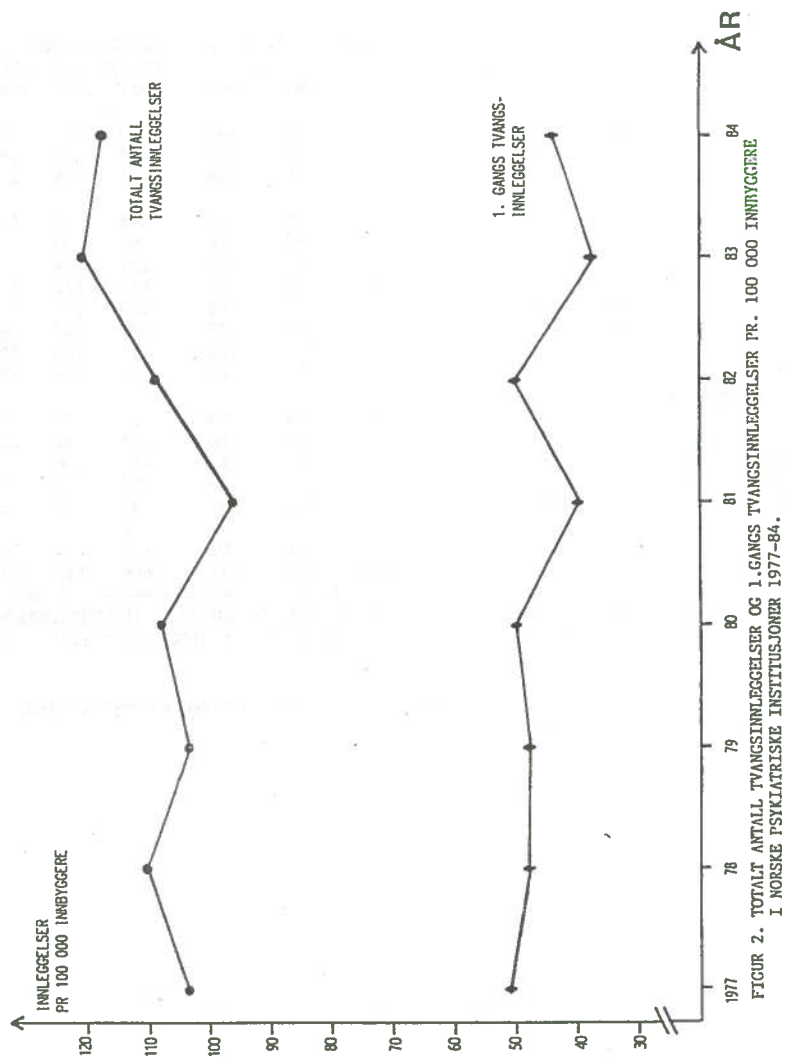 INNLEGGELSER
PR 100 000 INNBYGGERE
120
110
100
90
80
70
60
50
40
30
TOTALT ANTALL
TVANGSINNLEGGELSER
1. GANGS TVANGS-
INNLEGGELSER
1977
78
79
80
81
82
83
84
ÅR
FIGUR 2. TOTALT ANTALL TVANGSINNLEGGELSER OG 1.GANGS TVANGSINNLEGGELSER PR. 100 000 INNBYGGERE
I NORSKE PSYKIATRISKE INSTITUSJONER 1977-84.